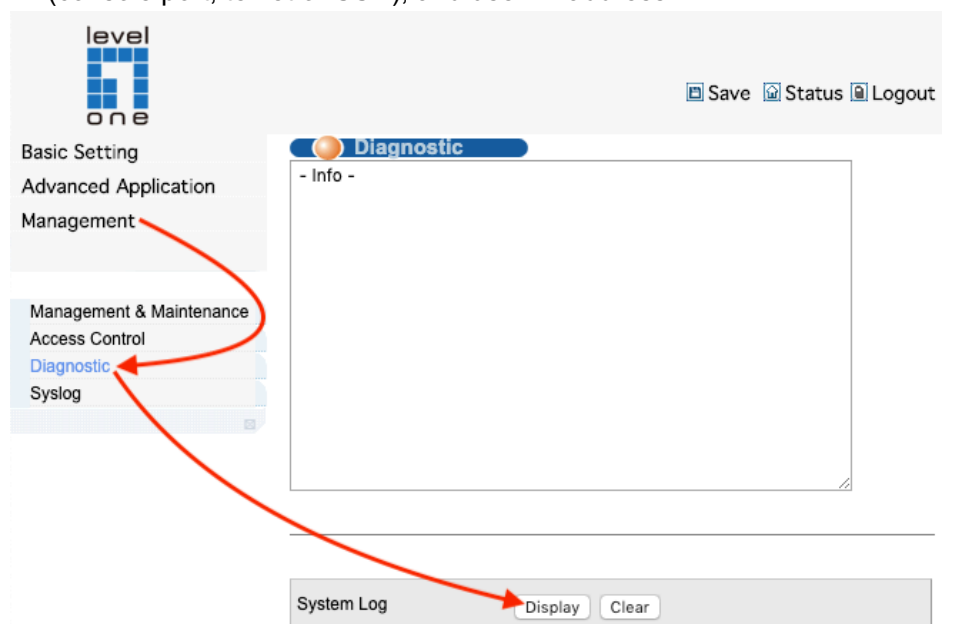 level
one
Save Status Logout
Basic Setting
Advanced Application
Management
Management & Maintenance
Access Control
Diagnostic
Syslog
Diagnostic
- Info -
System Log Display Clear